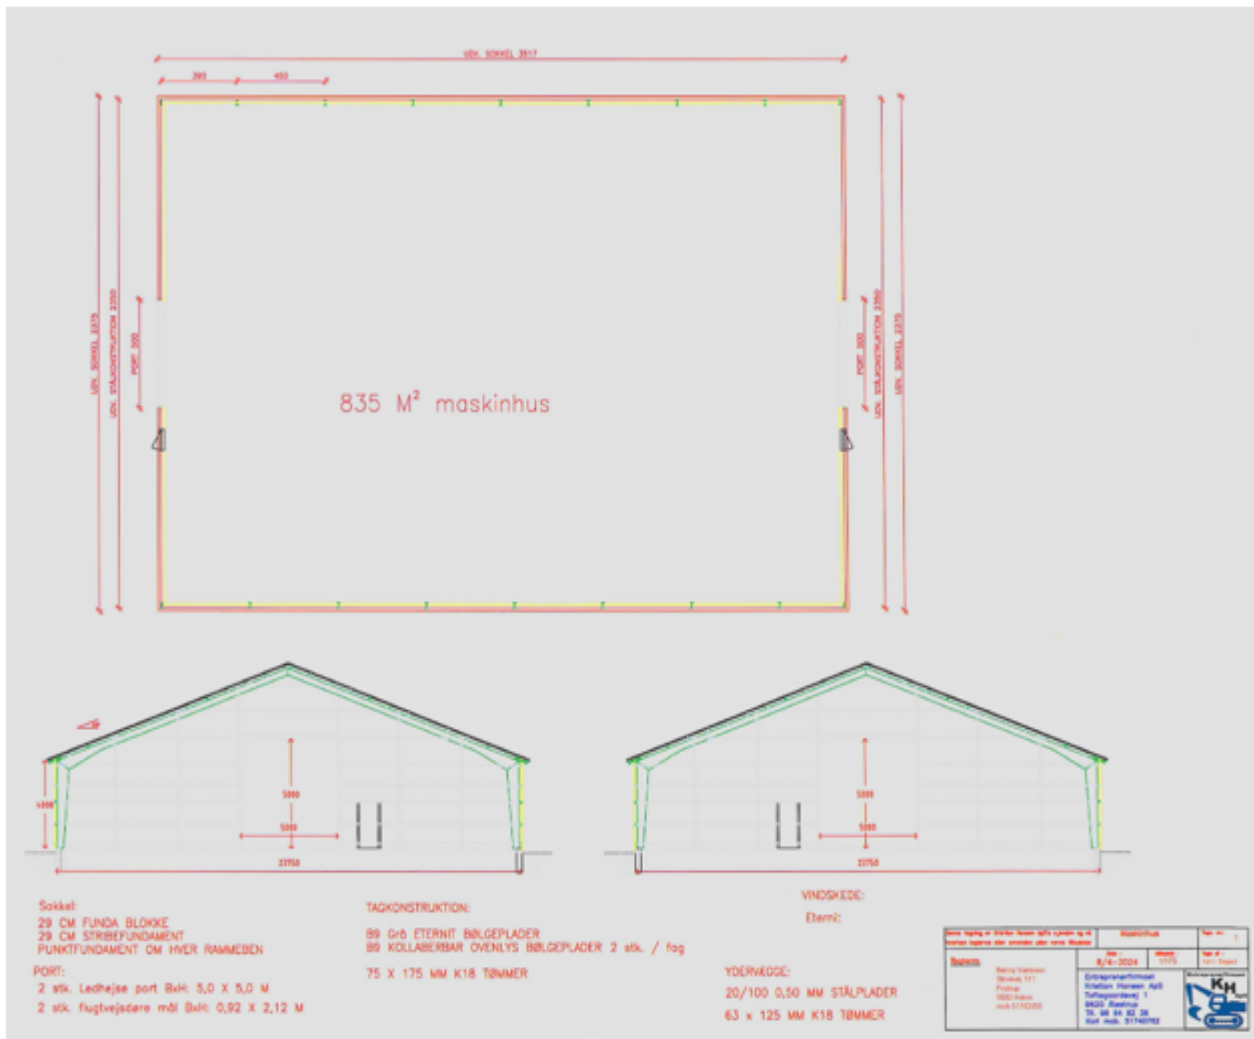 UDV. SOKKEL 3517
390
450
UDV. SOKKEL 2375
UDV. STÅLKONSTRUKTION 2350
PORT 500
PORT 500
UDV. STÅLKONSTRUKTION 2350
UDV. SOKKEL 2375
835 M² maskinhus
4000
5000
5000
23750
5000
5000
23750
Sokkel:
29 CM FUNDA BLOKKE
29 CM STRIBEFUNDAMENT
PUNKTFUNDAMENT OM HVER RAMMEBEN
PORT:
2 stk. Ledhejse port BxH: 5,0 X 5,0 M
2 stk. flugtvejsdøre mål BxH: 0,92 X 2,12 M
TAGKONSTRUKTION:
B9 Grå ETERNIT BØLGEPLADER
B9 KOLLABERBAR OVENLYS BØLGEPLADER 2 stk. / fag
75 X 175 MM K18 TØMMER
VINDSKEDE:
Eternit
YDERVÆGGE:
20/100 0,50 MM STÅLPLADER
63 x 125 MM K18 TØMMER
Maskinhus
8/4-2024
Entreprenørfirmaet
Kristian Hansen ApS
9620 Aalestrup
KH